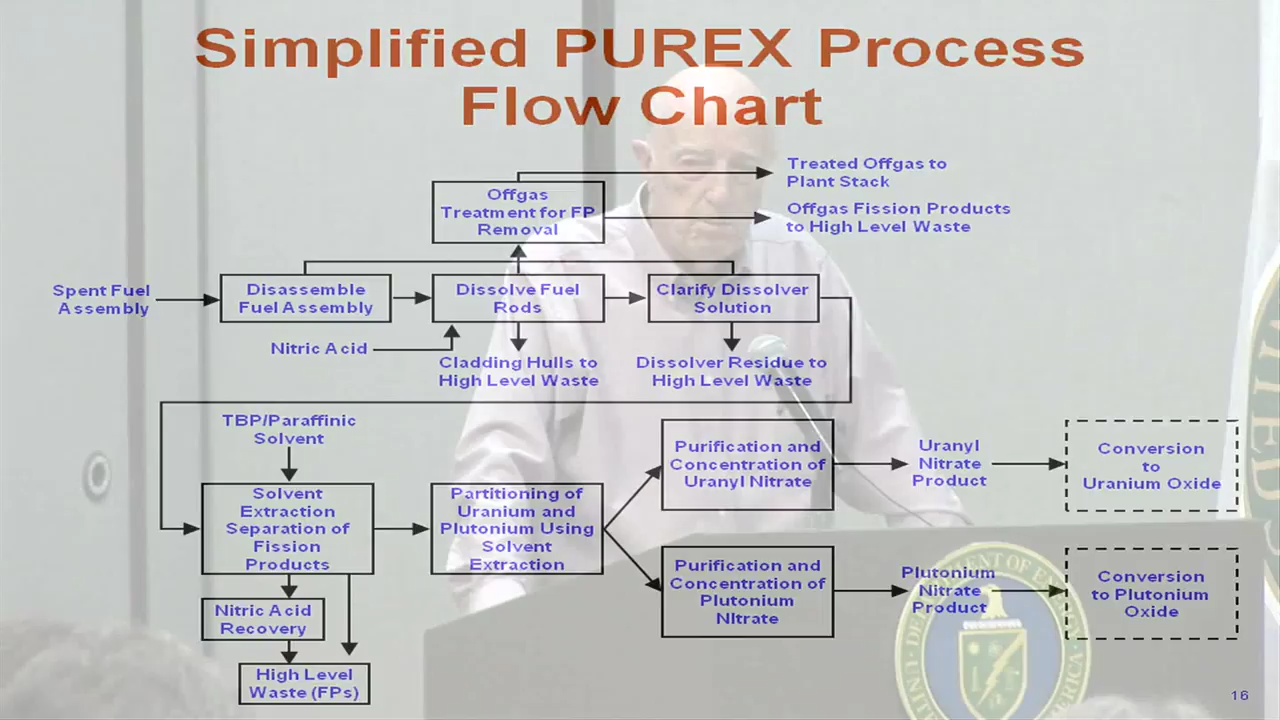 Simplified PUREX Process
Flow Chart
Treated Offgas to
Plant Stack
Offgas
Treatment for FP
Removal
Offgas Fission Products
to High Level Waste
Spent Fuel
Assembly
Disassemble
Fuel Assembly
Dissolve Fuel
Rods
Clarify Dissolver
Solution
Nitric Acid
Cladding Hulls to
High Level Waste
Dissolver Residue to
High Level Waste
TBP/Paraffinic
Solvent
Solvent
Extraction
Separation of
Fission
Products
Partitioning of
Uranium and
Plutonium Using
Solvent
Extraction
Purification and
Concentration of
Uranyl Nitrate
Uranyl
Nitrate
Product
Conversion
to
Uranium Oxide
Purification and
Concentration of
Plutonium
NItrate
Plutonium
Nitrate
Product
Conversion
to Plutonium
Oxide
Nitric Acid
Recovery
High Level
Waste (FPs)
DEPARTMENT OF
16